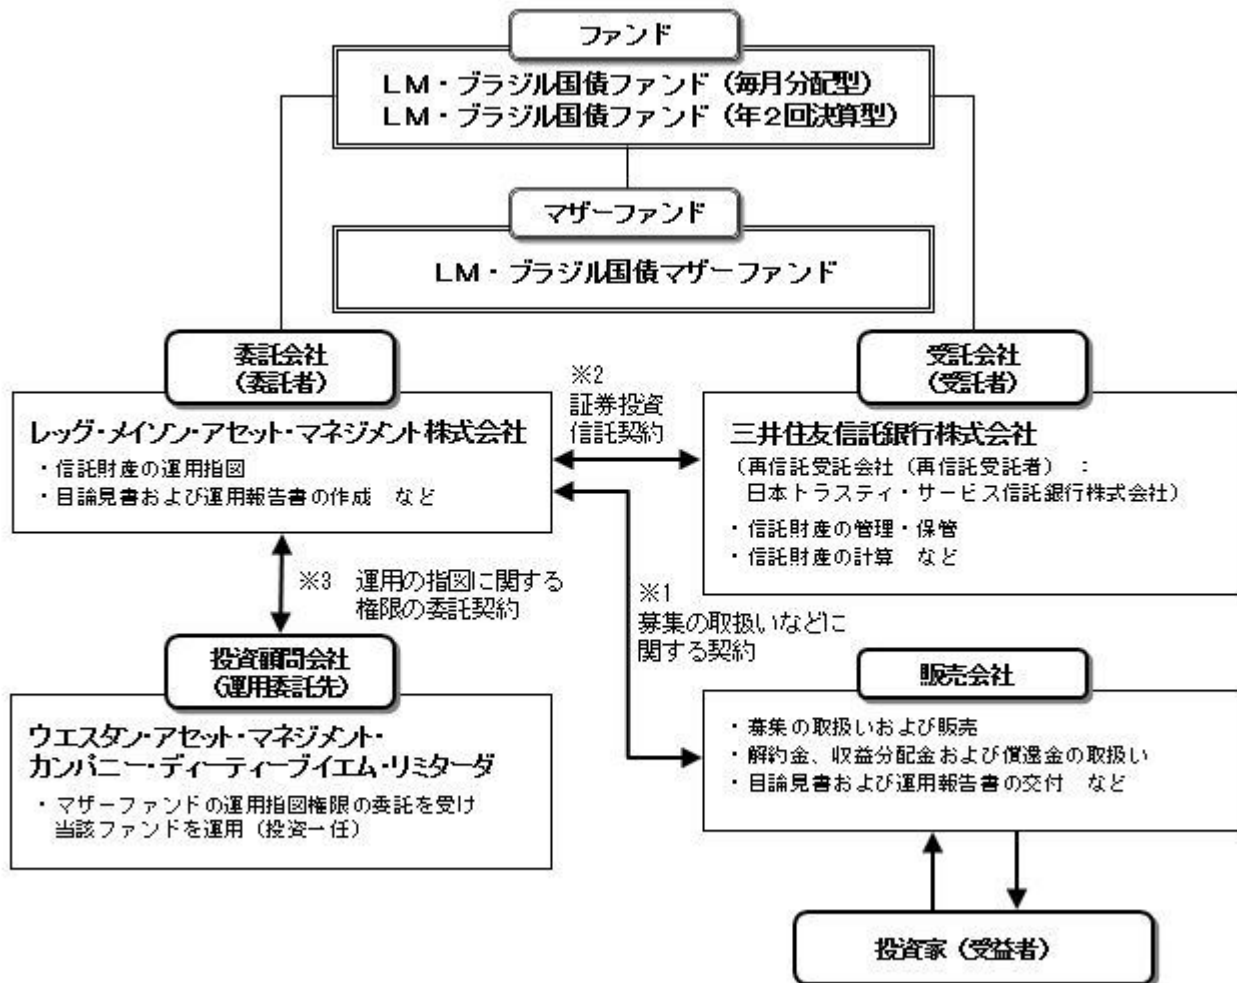 ファンド
LM・ブラジル国債ファンド（毎月分配型）
LM・ブラジル国債ファンド（年2回決算型）
マザーファンド
LM・ブラジル国債マザーファンド
委託会社
（委託者）
レッグ・メイソン・アセット・マネジメント株式会社
・信託財産の運用指図
・目論見書および運用報告書の作成　など
※2
証券投資
信託契約
受託会社
（受託者）
三井住友信託銀行株式会社
（再信託受託会社（再信託受託者）：
日本トラスティ・サービス信託銀行株式会社）
・信託財産の管理・保管
・信託財産の計算　など
※3　運用の指図に関する
権限の委託契約
※1
募集の取扱いなどに
関する契約
投資顧問会社
（運用委託先）
ウエスタン・アセット・マネジメント・
カンパニー・ディーティーブイエム・リミターダ
・マザーファンドの運用指図権限の委託を受け
当該ファンドを運用（投資一任）
販売会社
・募集の取扱いおよび販売
・解約金、収益分配金および償還金の取扱い
・目論見書および運用報告書の交付　など
投資家（受益者）